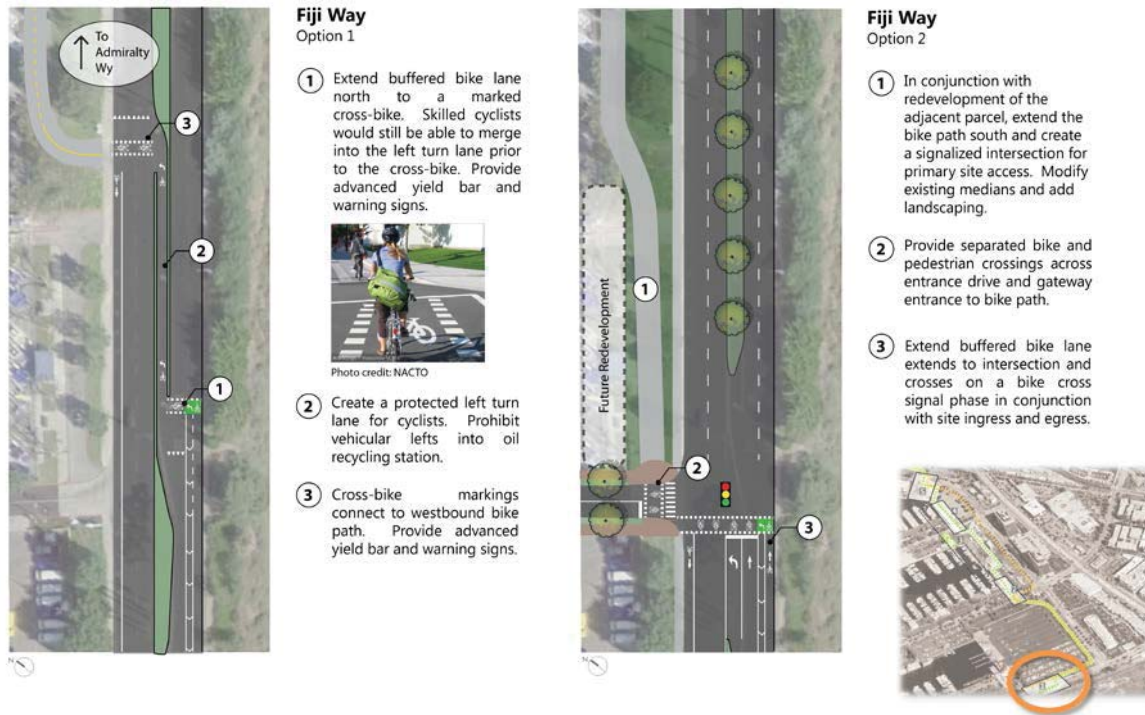 To
Admiralty
Wy
3
2
1
N
Fiji Way
Option 1
1 Extend buffered bike lane
north to a marked
cross-bike. Skilled cyclists
would still be able to merge
into the left turn lane prior
to the cross-bike. Provide
advanced yield bar and
warning signs.
Photo credit: NACTO
2 Create a protected left turn
lane for cyclists. Prohibit
vehicular lefts into oil
recycling station.
3 Cross-bike markings
connect to westbound bike
path. Provide advanced
yield bar and warning signs.
Future Redevelopment
1
2
3
N
Fiji Way
Option 2
1 In conjunction with
redevelopment of the
adjacent parcel, extend the
bike path south and create
a signalized intersection for
primary site access. Modify
existing medians and add
landscaping.
2 Provide separated bike and
pedestrian crossings across
entrance drive and gateway
entrance to bike path.
3 Extend buffered bike lane
extends to intersection and
crosses on a bike cross
signal phase in conjunction
with site ingress and egress.